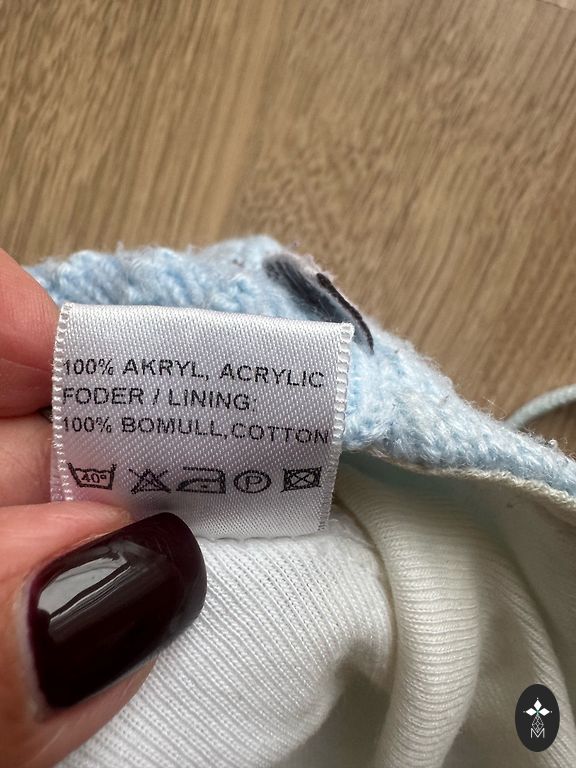 100% AKRYL, ACRYLIC
FODER / LINING:
100% BOMULL,COTTON
40°
P
M